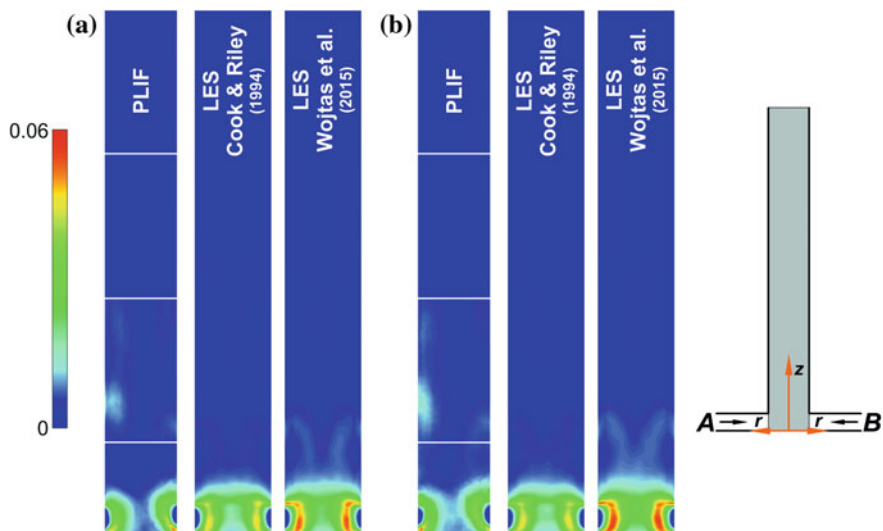 (a)
PLIF
LES
Cook & Riley
(1994)
LES
Wojtas et al.
(2015)
(b)
PLIF
LES
Cook & Riley
(1994)
LES
Wojtas et al.
(2015)
0.06
0
z
A
r
r
B